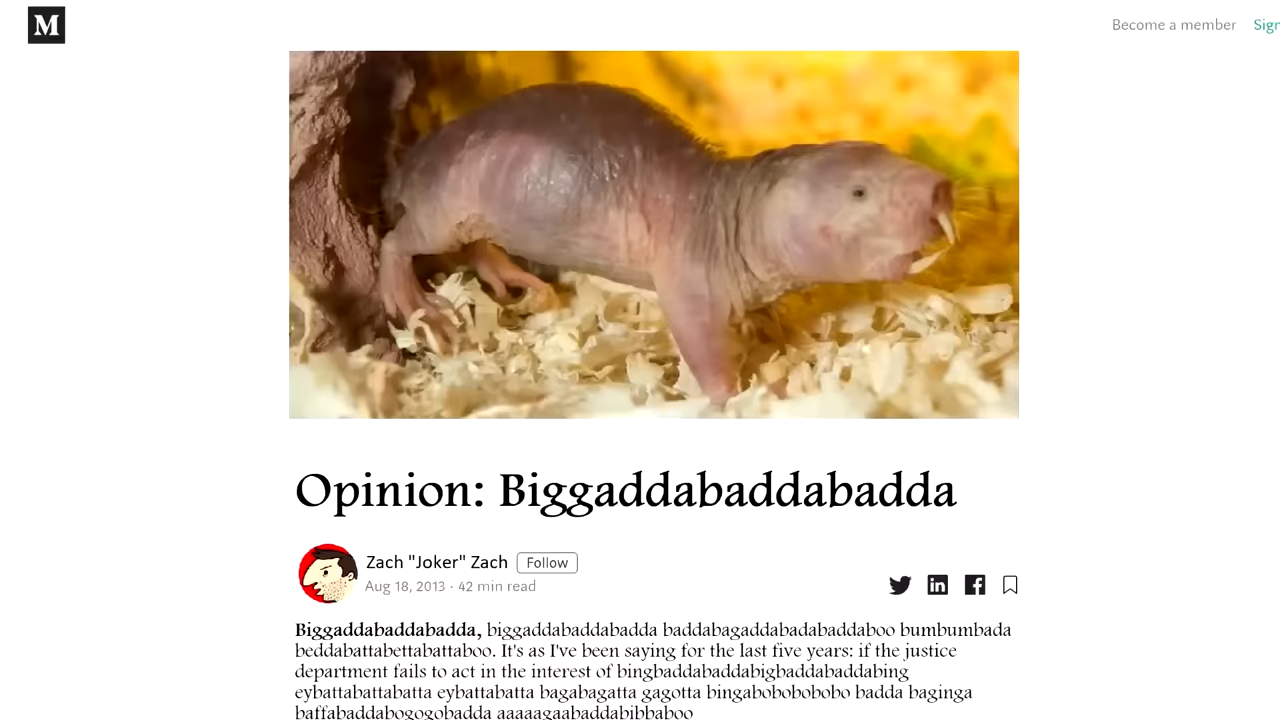 M
Become a member Sign
Opinion: Biggaddabaddabadda
Zach "Joker" Zach Follow
Aug 18, 2013 · 42 min read
Biggaddabaddabadda, biggaddabaddabadda baddabagaddabadabaddaboo bumbumbada
beddabattabettabattaboo. It's as I've been saying for the last five years: if the justice
department fails to act in the interest of bingbaddabaddabigbaddabaddabing
eybattabattabatta eybattabatta bagabagatta gagotta bingabobobobobo badda baginga
baffabaddabogogobadda aaaaagaabaddabibbaboo